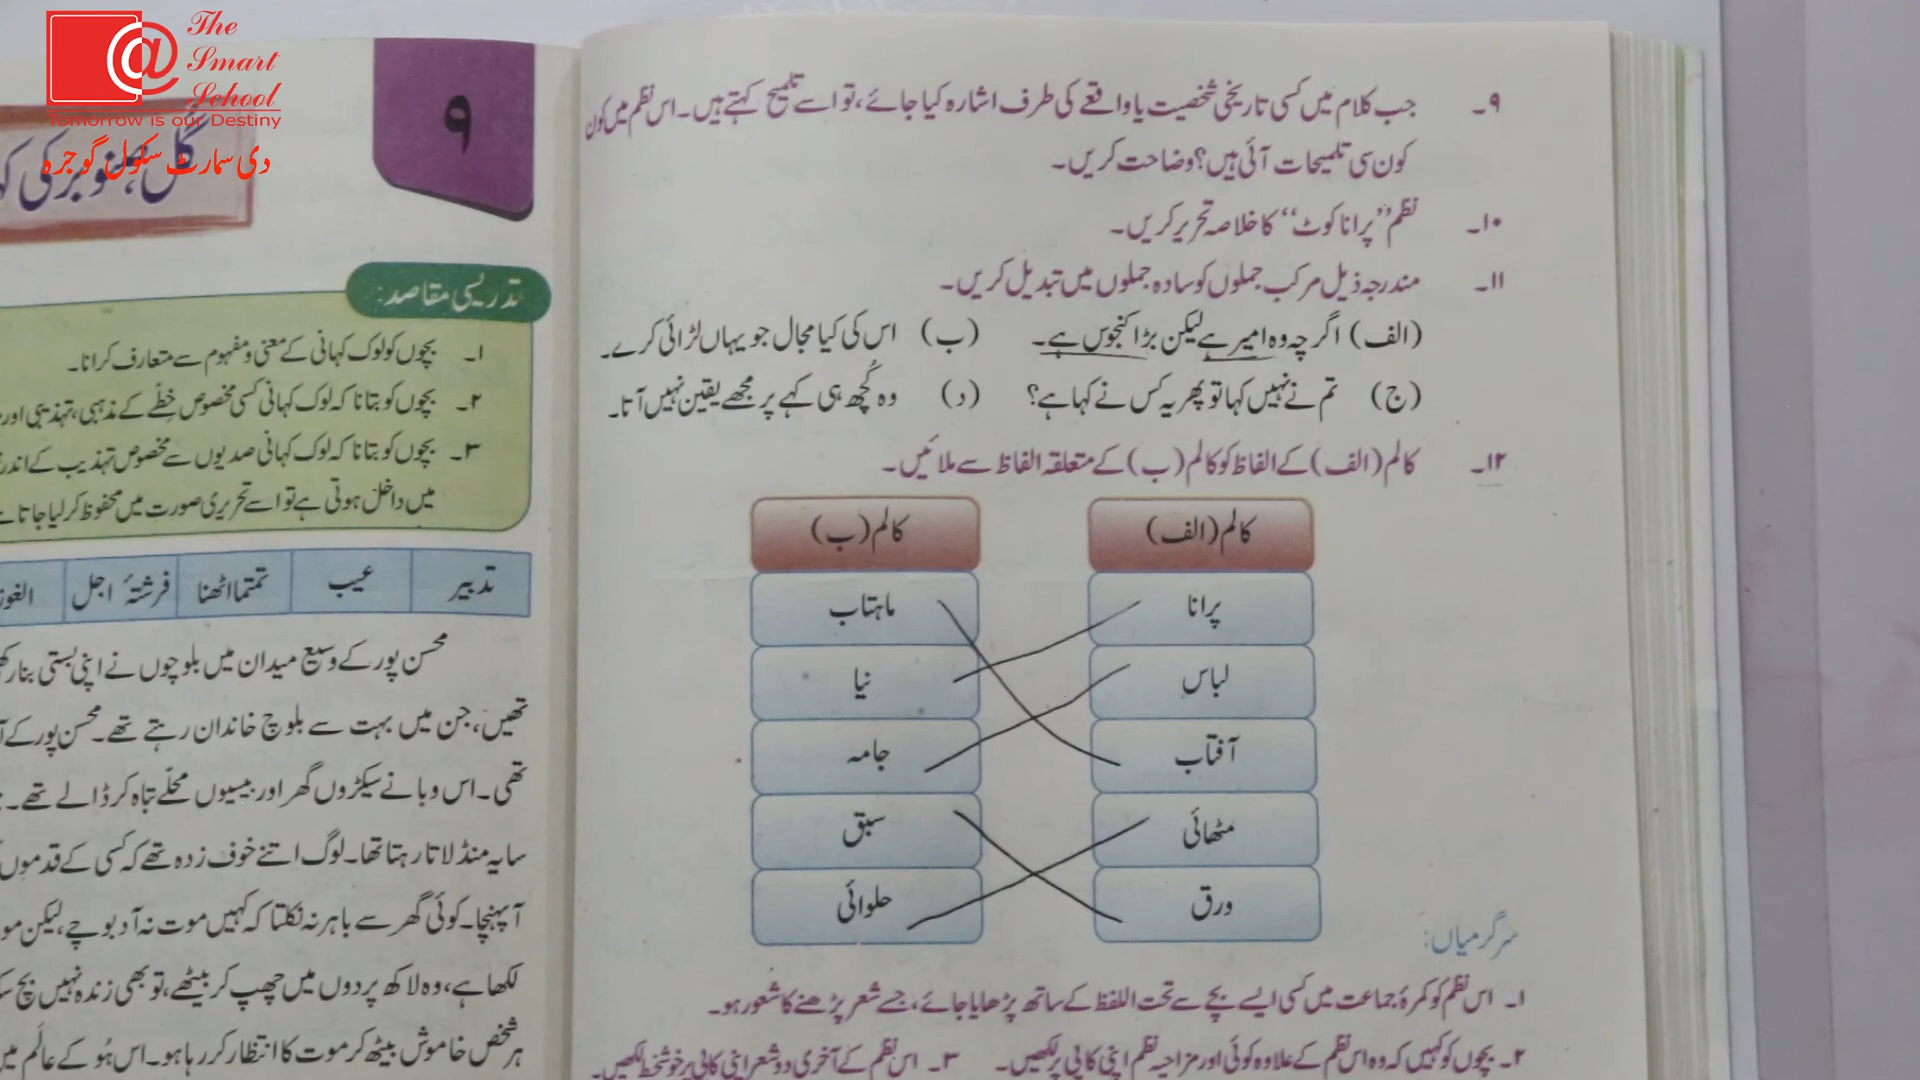 The
Smart
School
Tomorrow is our Destiny
دی سمارٹ سکول گوجرہ
۹۔ جب کلام میں کسی تاریخی شخصیت یا واقعے کی طرف اشارہ کیا جائے، تو اسے تلمیح کہتے ہیں۔ اس نظم میں کون
کون سی تلمیحات آئی ہیں؟ وضاحت کریں۔
۱۰۔ نظم ”پرانا کوٹ“ کا خلاصہ تحریر کریں۔
۱۱۔ مندرجہ ذیل مرکب جملوں کو سادہ جملوں میں تبدیل کریں۔
(الف) اگرچہ وہ امیر ہے لیکن بڑا کنجوس ہے۔ (ب) اس کی کیا مجال جو یہاں لڑائی کرے۔
(ج) تم نے نہیں کہا تو پھر یہ کس نے کہا ہے؟ (د) وہ کُچھ ہی کہے پر مجھے یقین نہیں آتا۔
۱۲۔ کالم (الف) کے الفاظ کو کالم (ب) کے متعلقہ الفاظ سے ملائیں۔
کالم (الف) کالم (ب)
پرانا ماہتاب
لباس نیا
آفتاب جامہ
مٹھائی سبق
ورق حلوائی
سرگرمیاں:
۱۔ اس نظم کو کمرۂ جماعت میں کسی ایسے بچے سے تحت اللفظ کے ساتھ پڑھایا جائے، جسے شعر پڑھنے کا شعور ہو۔
۲۔ بچوں کو کہیں کہ وہ اس نظم کے علاوہ کوئی اور مزاحیہ نظم اپنی کاپی پر لکھیں۔ ۳۔ اس نظم کے آخری دو شعر اپنی کاپی پر خوشخط لکھیں۔
۹
گل صنوبر کی
تدریسی مقاصد:
۱۔ بچوں کو لوک کہانی کے معنی و مفہوم سے متعارف کرانا۔
۲۔ بچوں کو بتانا کہ لوک کہانی کسی مخصوص خطّے کے مذہبی، تہذیبی اور
۳۔ بچوں کو بتانا کہ لوک کہانی صدیوں سے مخصوص تہذیب کے اندر
میں داخل ہوتی ہے تو اسے تحریری صورت میں محفوظ کر لیا جاتا
تدبیر عیب تمتما اٹھنا فرشتۂ اجل
محسن پور کے وسیع میدان میں بلوچوں نے اپنی بستی بنا
تھیں، جن میں بہت سے بلوچ خاندان رہتے تھے۔ محسن پور کے
تھی۔ اس وبا نے سیکڑوں گھر اور بیسیوں محلّے تباہ کر ڈالے تھے۔
سایہ منڈلاتا رہتا تھا۔ لوگ اتنے خوف زدہ تھے کہ کسی کے قدموں
آپہنچا۔ کوئی گھر سے باہر نہ نکلتا کہ کہیں موت نہ آ دبوچے، لیکن
لکھا ہے، وہ لاکھ پردوں میں چھپ کر بیٹھے، تو بھی زندہ نہیں بچ
ہر شخص خاموش بیٹھ کر موت کا انتظار کر رہا ہو۔ اس ہُو کے عالَم میں